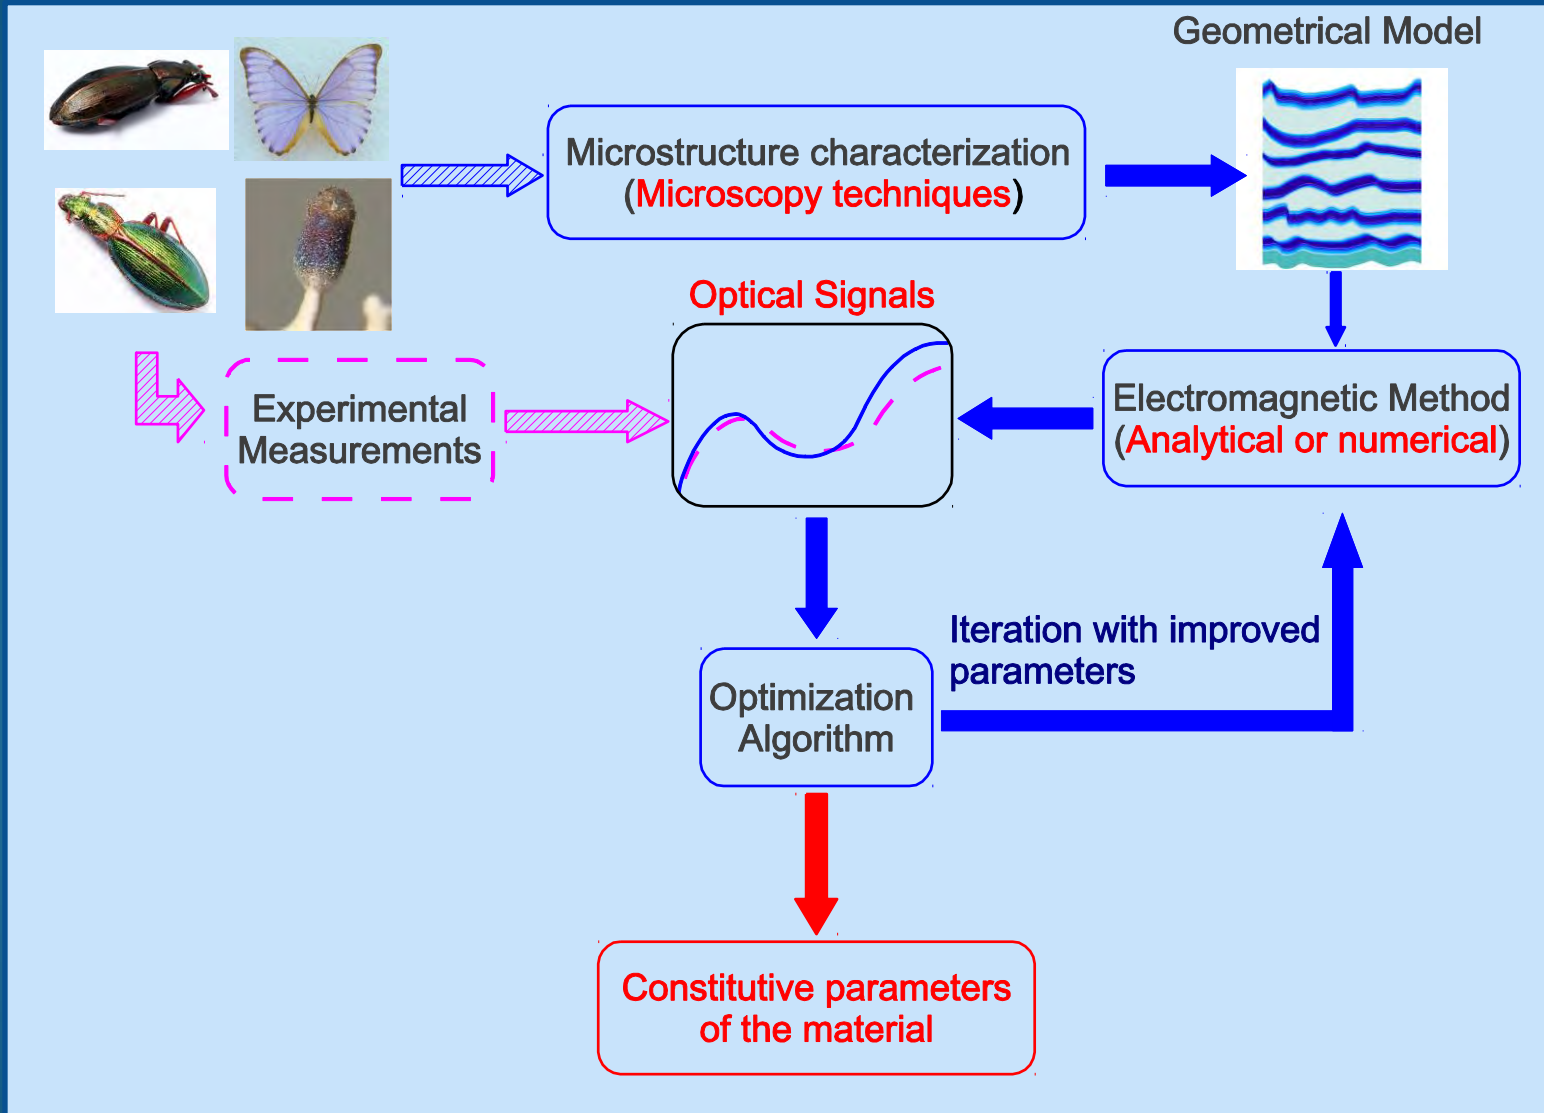 Geometrical Model
Microstructure characterization
(Microscopy techniques)
Optical Signals
Experimental
Measurements
Electromagnetic Method
(Analytical or numerical)
Iteration with improved
parameters
Optimization
Algorithm
Constitutive parameters
of the material